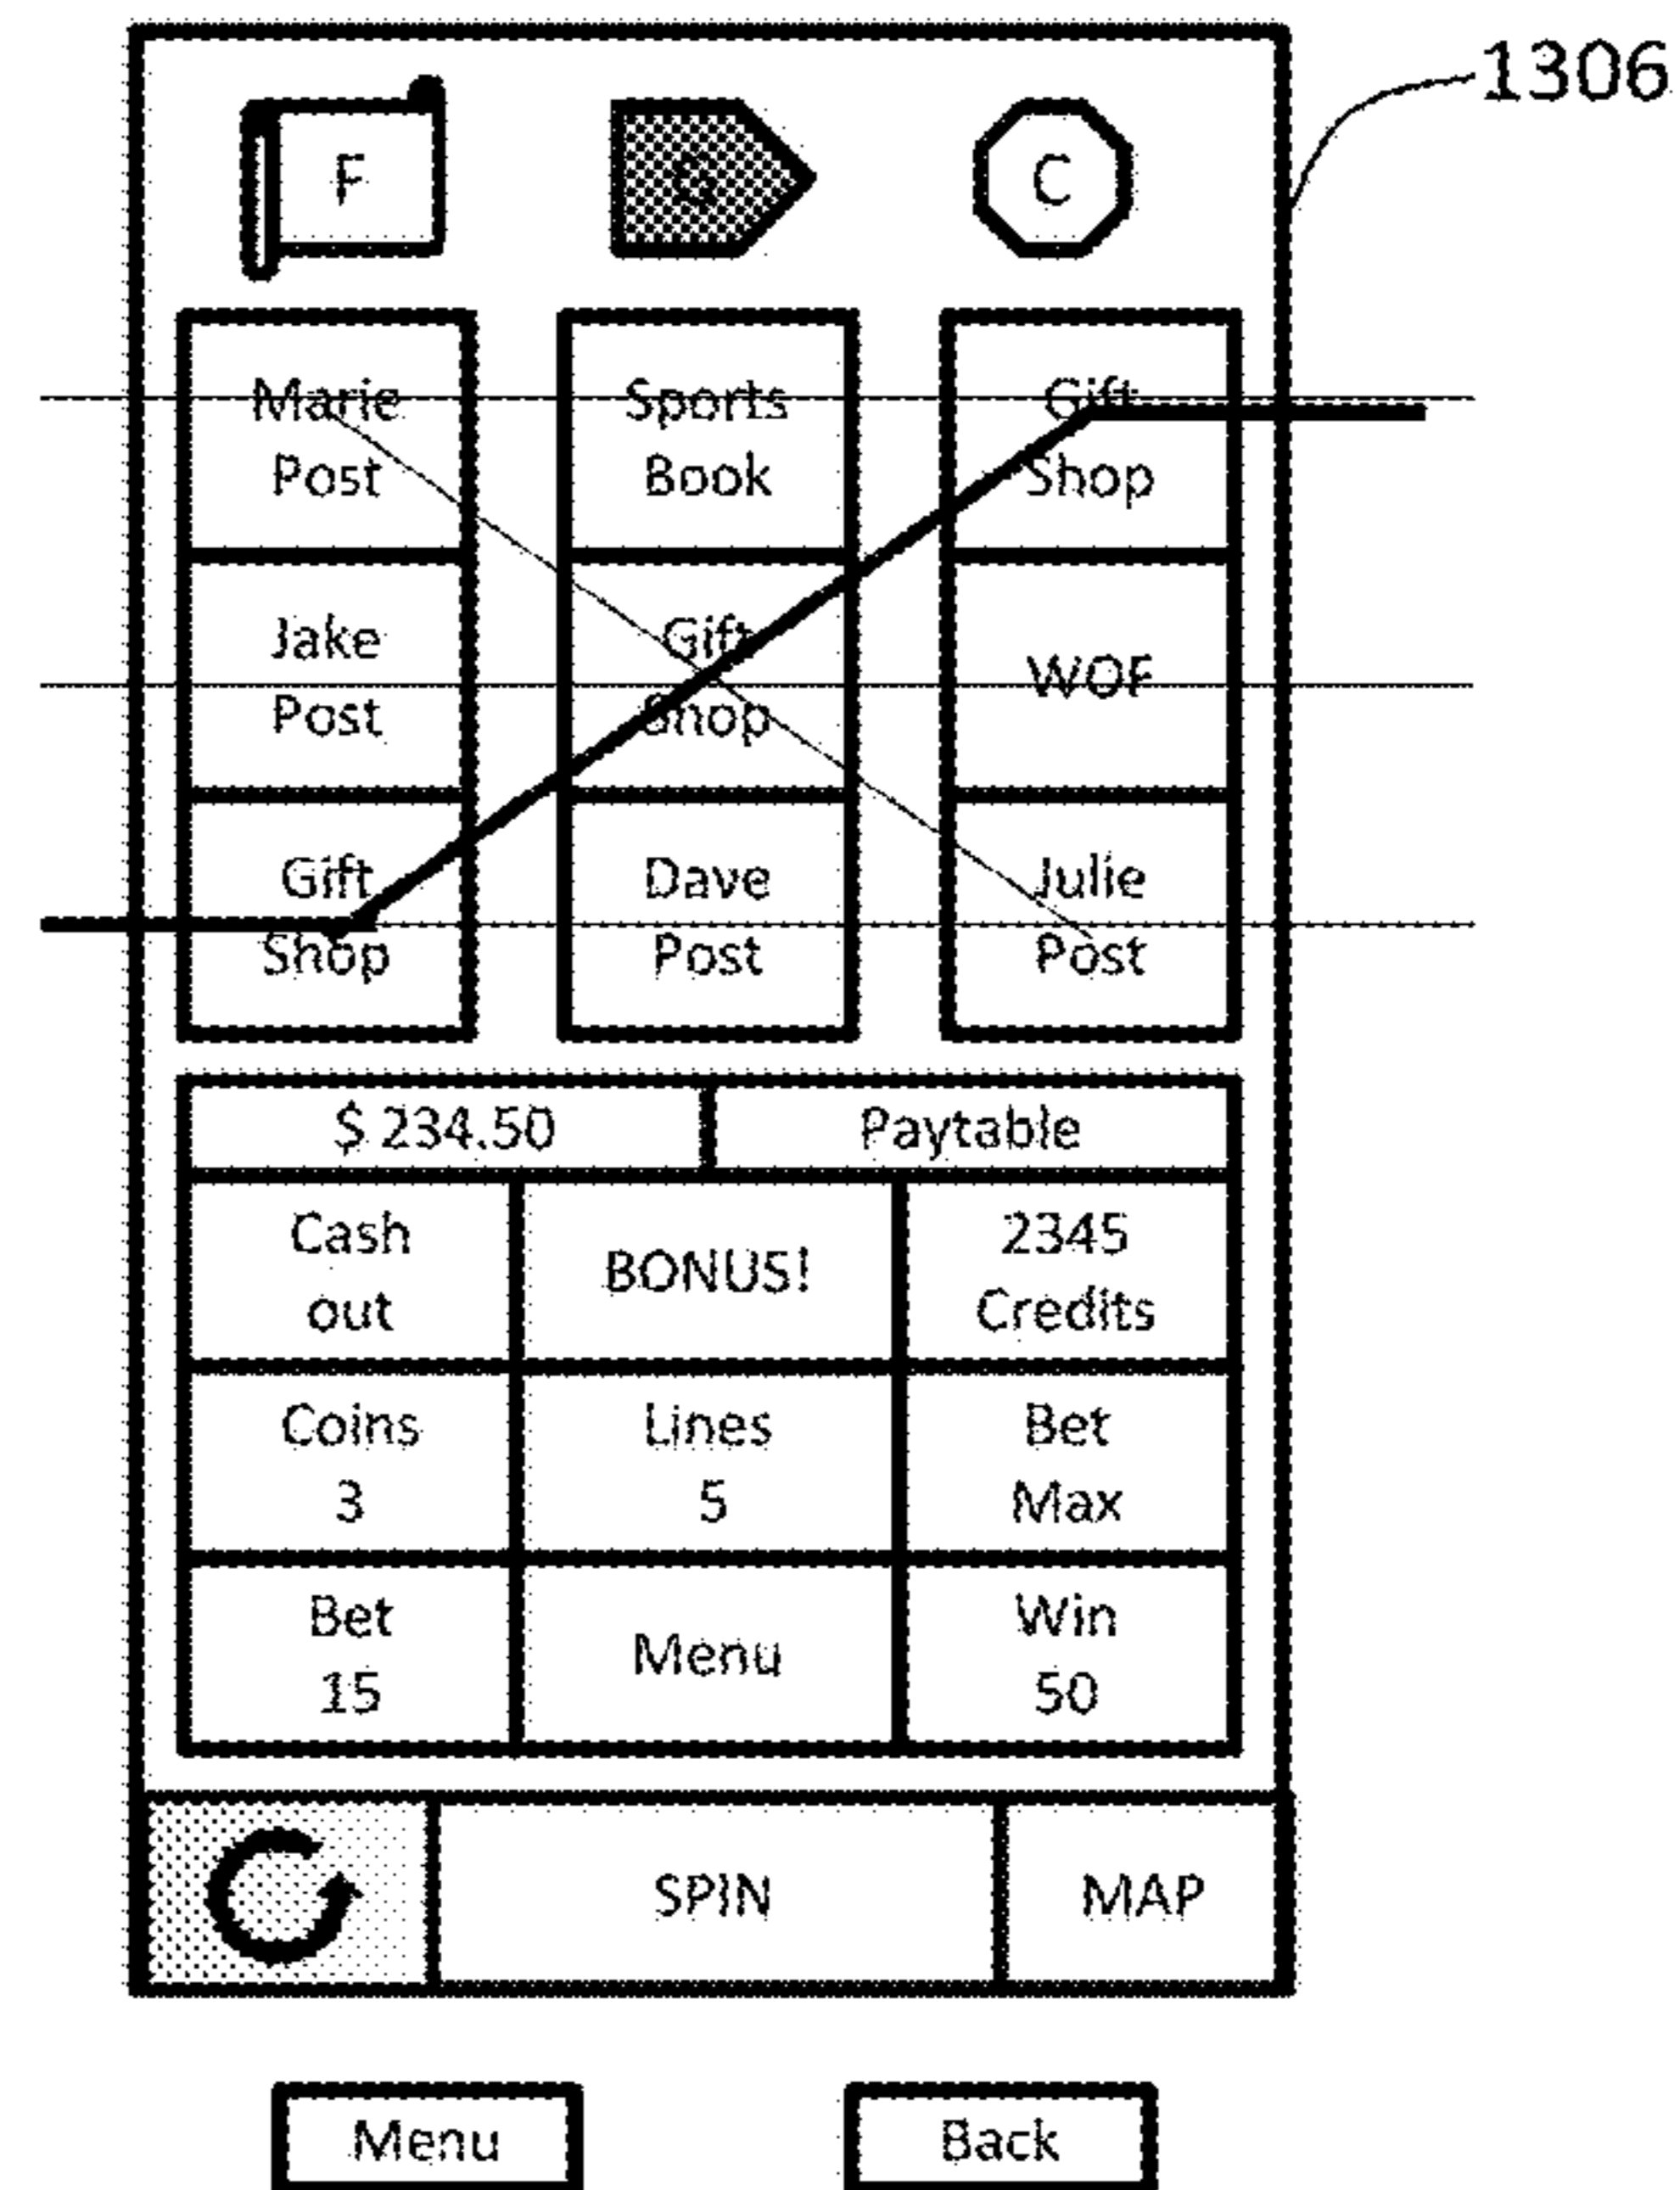 1306
F
G
C
Marie Sports Gift
Post Book Shop
Jake Gift
Post Shop WOF
Gift Dave Julie
Shop Post Post
$ 234.50 Paytable
Cash BONUS! 2345
out Credits
Coins Lines Bet
3 5 Max
Bet Menu Win
15 50
SPIN MAP
Menu Back